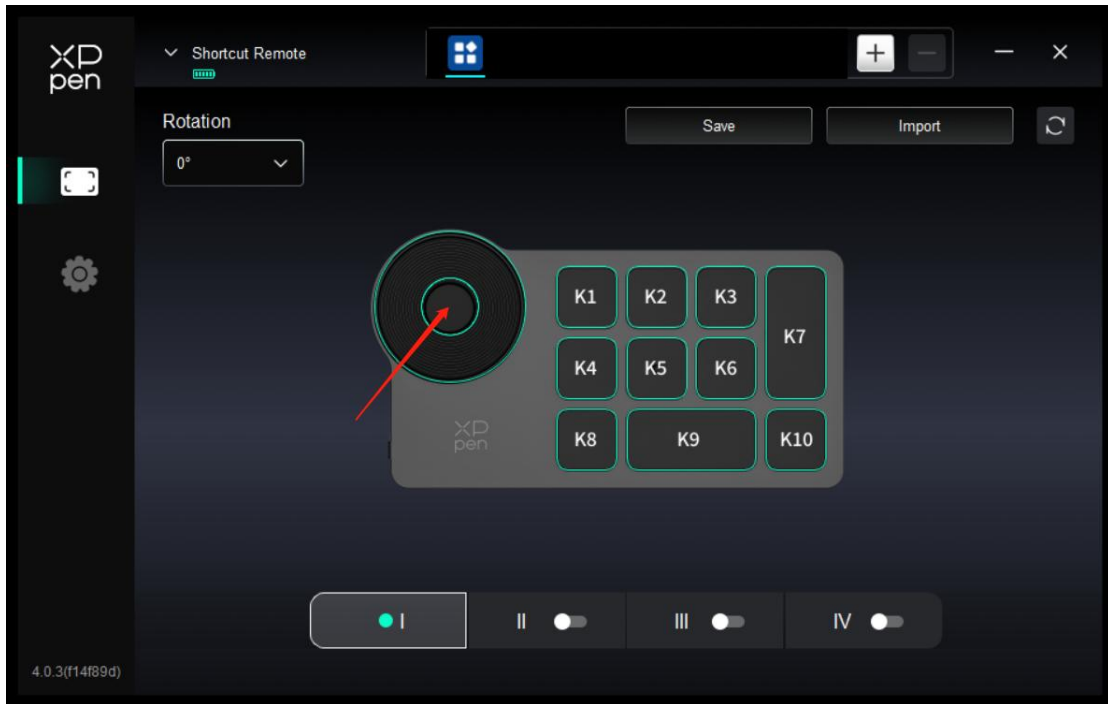 XP
pen
Shortcut Remote
Rotation
Save
Import
0°
K1
K2
K3
K7
K4
K5
K6
XP
pen
K8
K9
K10
I
II
III
IV
4.0.3(f14f89d)